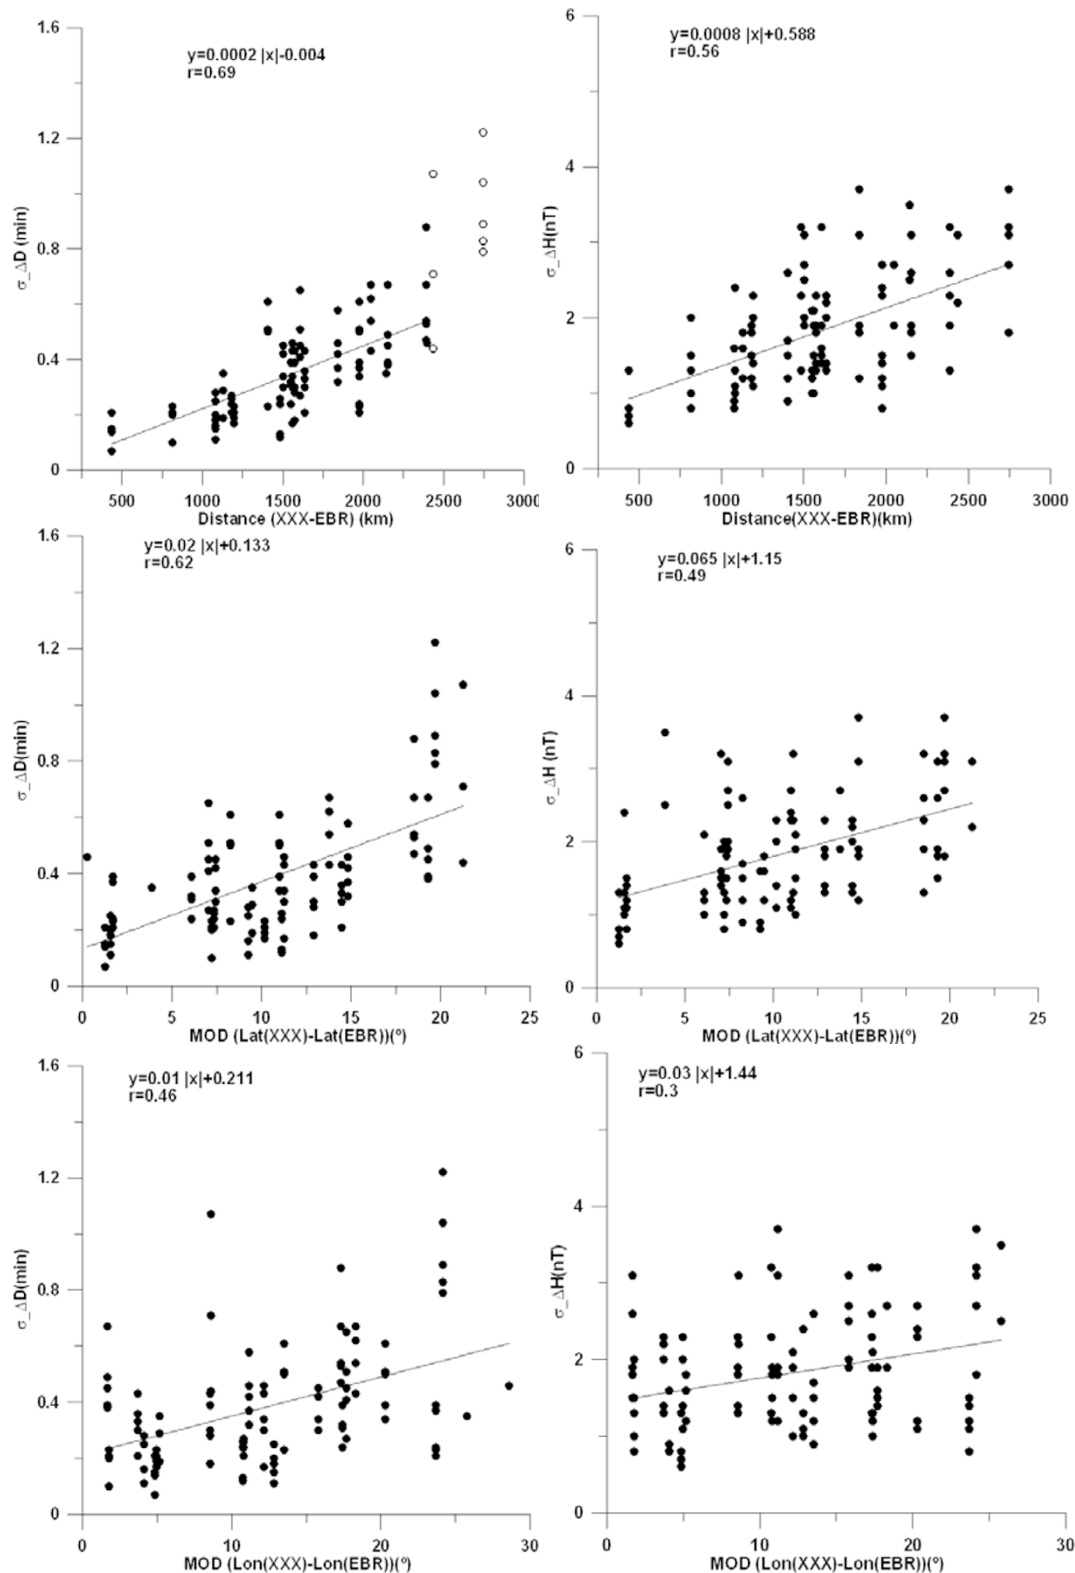 y=0.0002 |x|-0.004
r=0.69
1.6
1.2
0.8
0.4
0
σ_ΔD (min)
500 1000 1500 2000 2500 3000
Distance (XXX-EBR) (km)
y=0.0008 |x|+0.588
r=0.56
6
4
2
0
σ_ΔH(nT)
500 1000 1500 2000 2500 3000
Distance(XXX-EBR)(km)
y=0.02 |x|+0.133
r=0.62
1.6
1.2
0.8
0.4
0
σ_ΔD(min)
0 5 10 15 20 25
MOD (Lat(XXX)-Lat(EBR))(º)
y=0.065 |x|+1.15
r=0.49
6
4
2
0
σ_ΔH (nT)
0 5 10 15 20 25
MOD (Lat(XXX)-Lat(EBR))(º)
y=0.01 |x|+0.211
r=0.46
1.6
1.2
0.8
0.4
0
σ_ΔD(min)
0 10 20 30
MOD (Lon(XXX)-Lon(EBR))(º)
y=0.03 |x|+1.44
r=0.3
6
4
2
0
σ_ΔH(nT)
0 10 20 30
MOD (Lon(XXX)-Lon(EBR))(º)